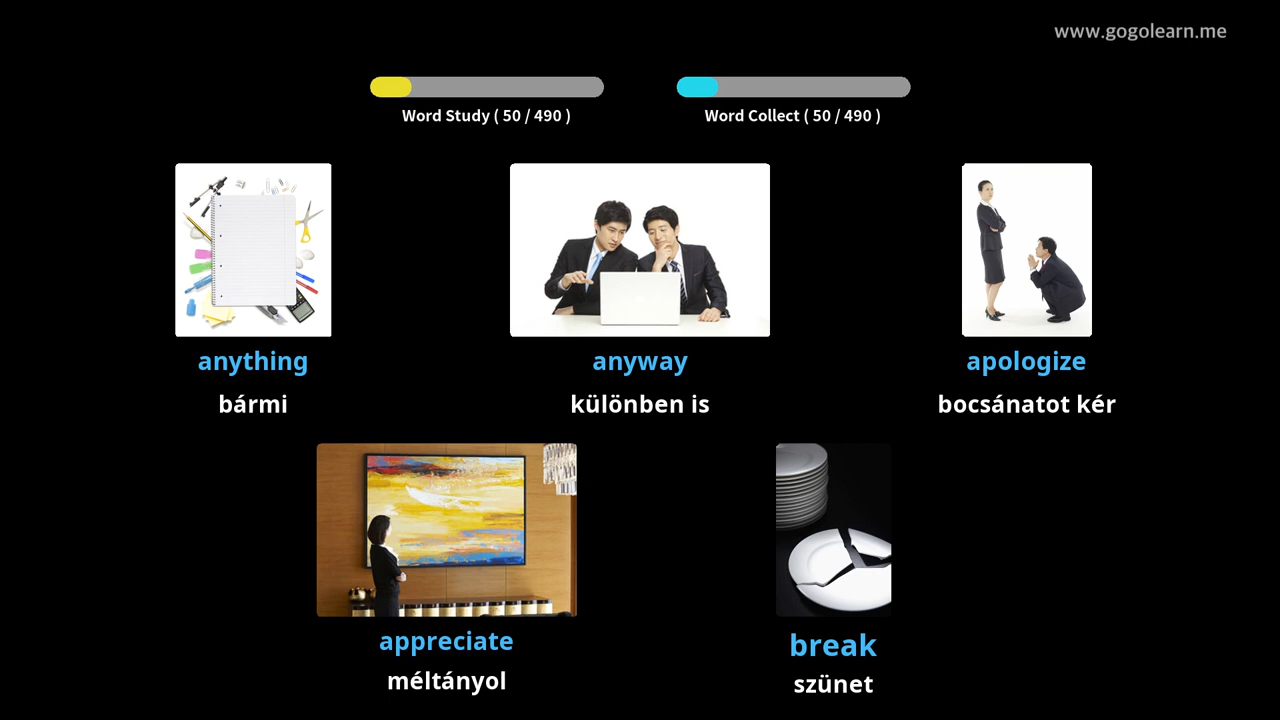 www.gogolearn.me
Word Study ( 50 / 490 )
Word Collect ( 50 / 490 )
anything
bármi
anyway
különben is
apologize
bocsánatot kér
appreciate
méltányol
break
szünet